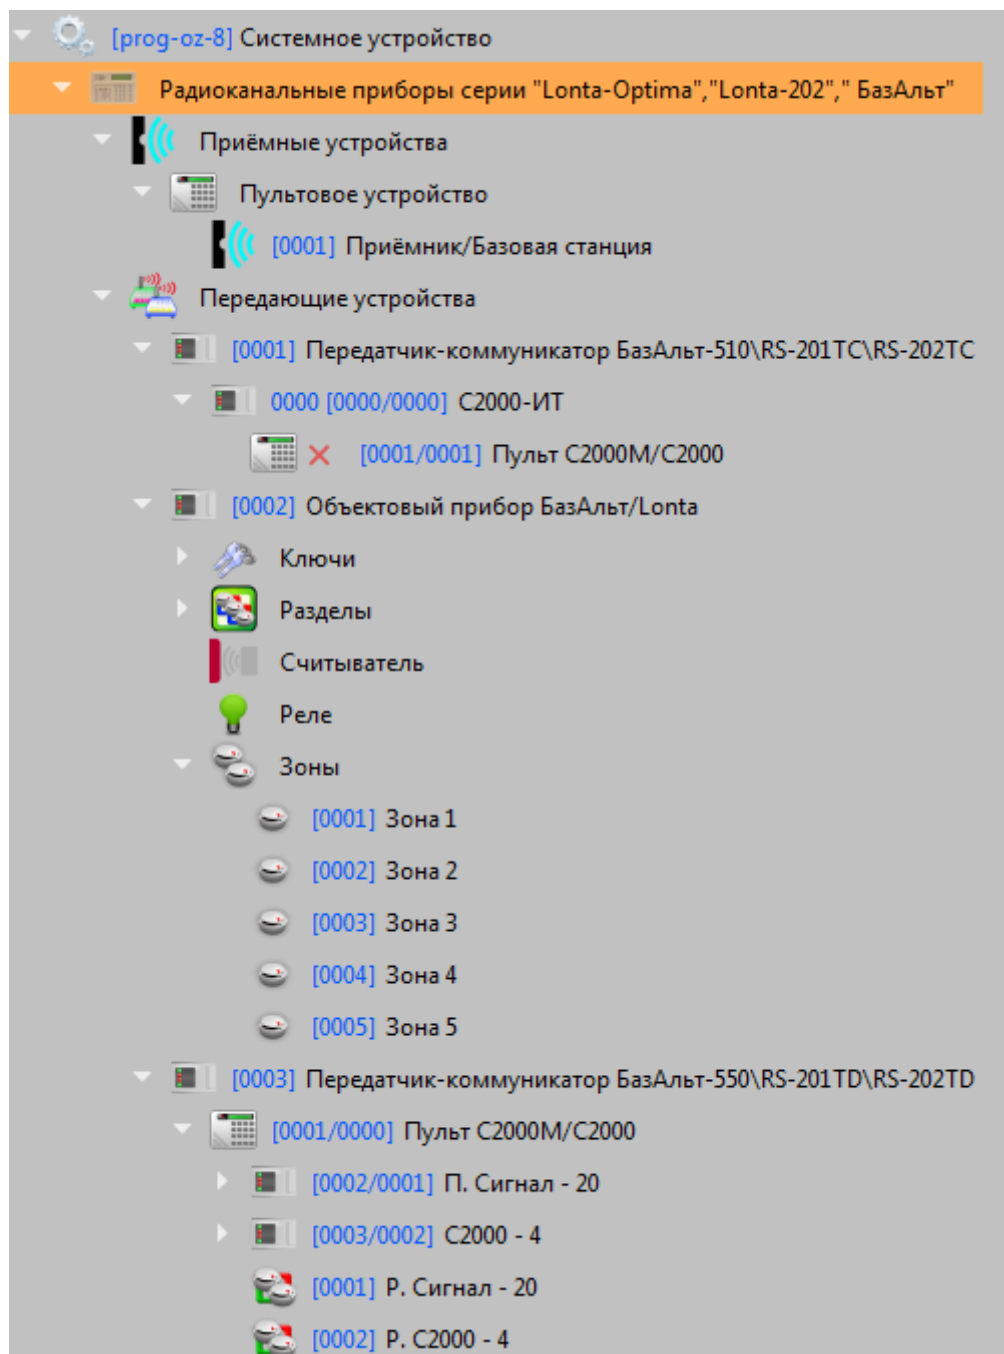 [prog-oz-8] Системное устройство
Радиоканальные приборы серии "Lonta-Optima","Lonta-202"," БазАльт"
Приёмные устройства
Пультовое устройство
[0001] Приёмник/Базовая станция
Передающие устройства
[0001] Передатчик-коммуникатор БазАльт-510\RS-201TC\RS-202TC
0000 [0000/0000] С2000-ИТ
[0001/0001] Пульт С2000М/С2000
[0002] Объектовый прибор БазАльт/Lonta
Ключи
Разделы
Считыватель
Реле
Зоны
[0001] Зона 1
[0002] Зона 2
[0003] Зона 3
[0004] Зона 4
[0005] Зона 5
[0003] Передатчик-коммуникатор БазАльт-550\RS-201TD\RS-202TD
[0001/0000] Пульт С2000М/С2000
[0002/0001] П. Сигнал - 20
[0003/0002] С2000 - 4
[0001] Р. Сигнал - 20
[0002] Р. С2000 - 4